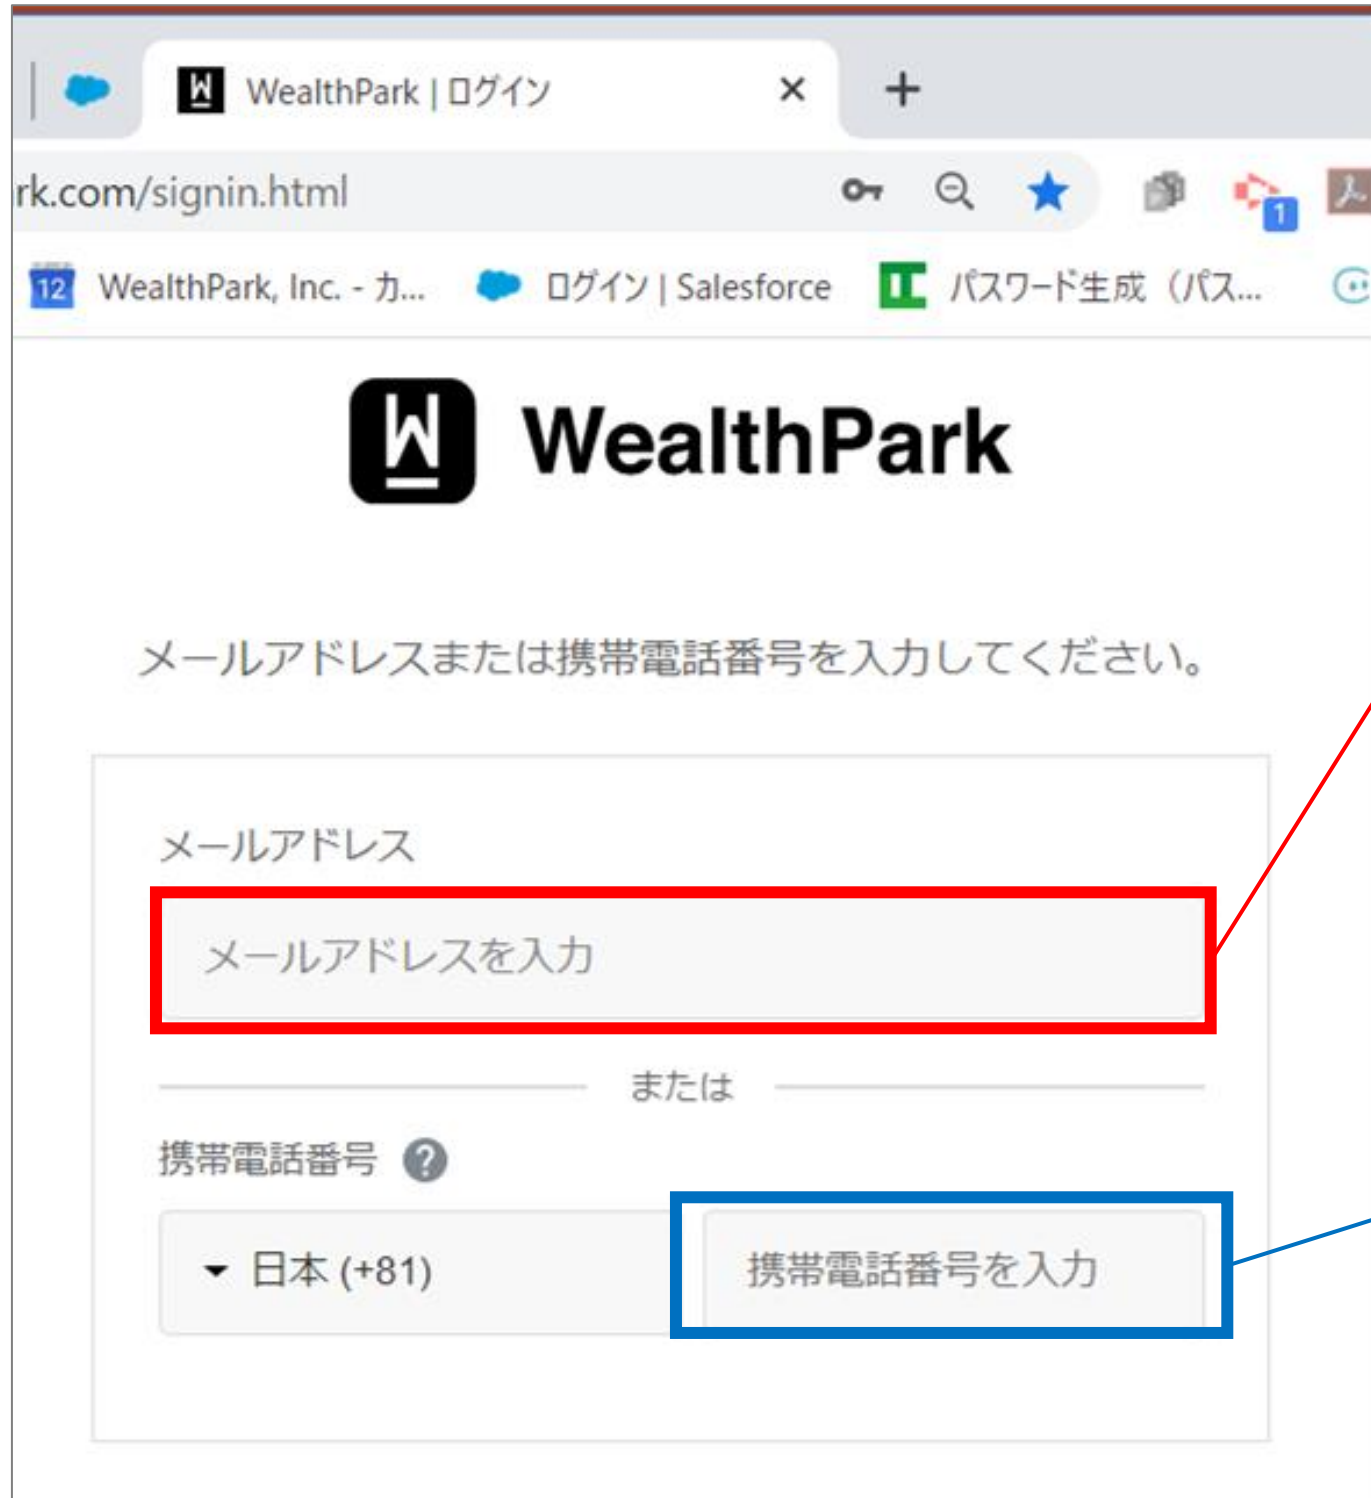 WealthPark | ログイン
rk.com/signin.html
1
12 WealthPark, Inc. - カ... ログイン | Salesforce パスワード生成（パス...
WealthPark
メールアドレスまたは携帯電話番号を入力してください。
メールアドレス
メールアドレスを入力
または
携帯電話番号 ?
日本 (+81) 携帯電話番号を入力